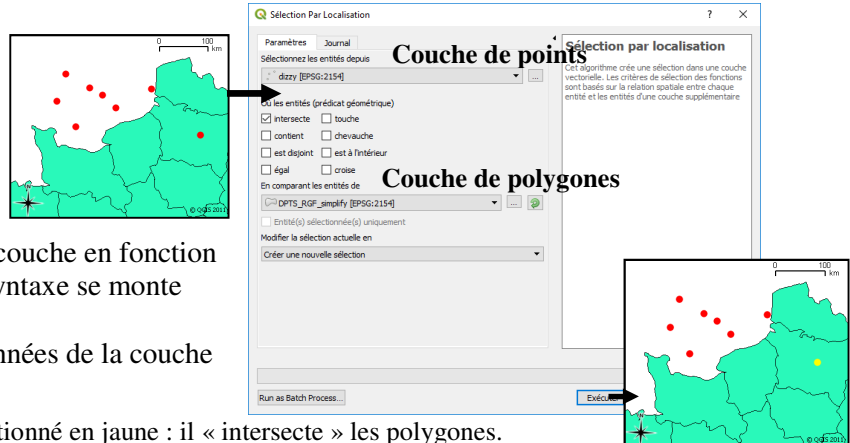 Sélection Par Localisation
Paramètres Journal
Sélectionnez les entités depuis
Couche de points
dizzy [EPSG:2154]
Où les entités (prédicat géométrique)
intersecte touche
contient chevauche
est disjoint est à l'intérieur
égal croise
Couche de polygones
En comparant les entités de
DPTS_RGF_simplify [EPSG:2154]
Entité(s) sélectionnée(s) uniquement
Modifier la sélection actuelle en
Créer une nouvelle sélection
Run as Batch Process...
Exécuter
Sélection par localisation
Cet algorithme crée une sélection dans une couche
vectorielle. Les critères de sélection des fonctions
sont basés sur la relation spatiale entre chaque
entité et les entités d'une couche supplémentaire
0 100
km
N
© QGIS 2011
couche en fonction
yntaxe se monte
nnées de la couche
tionné en jaune : il « intersecte » les polygones.
0 100
km
N
© QGIS 2011